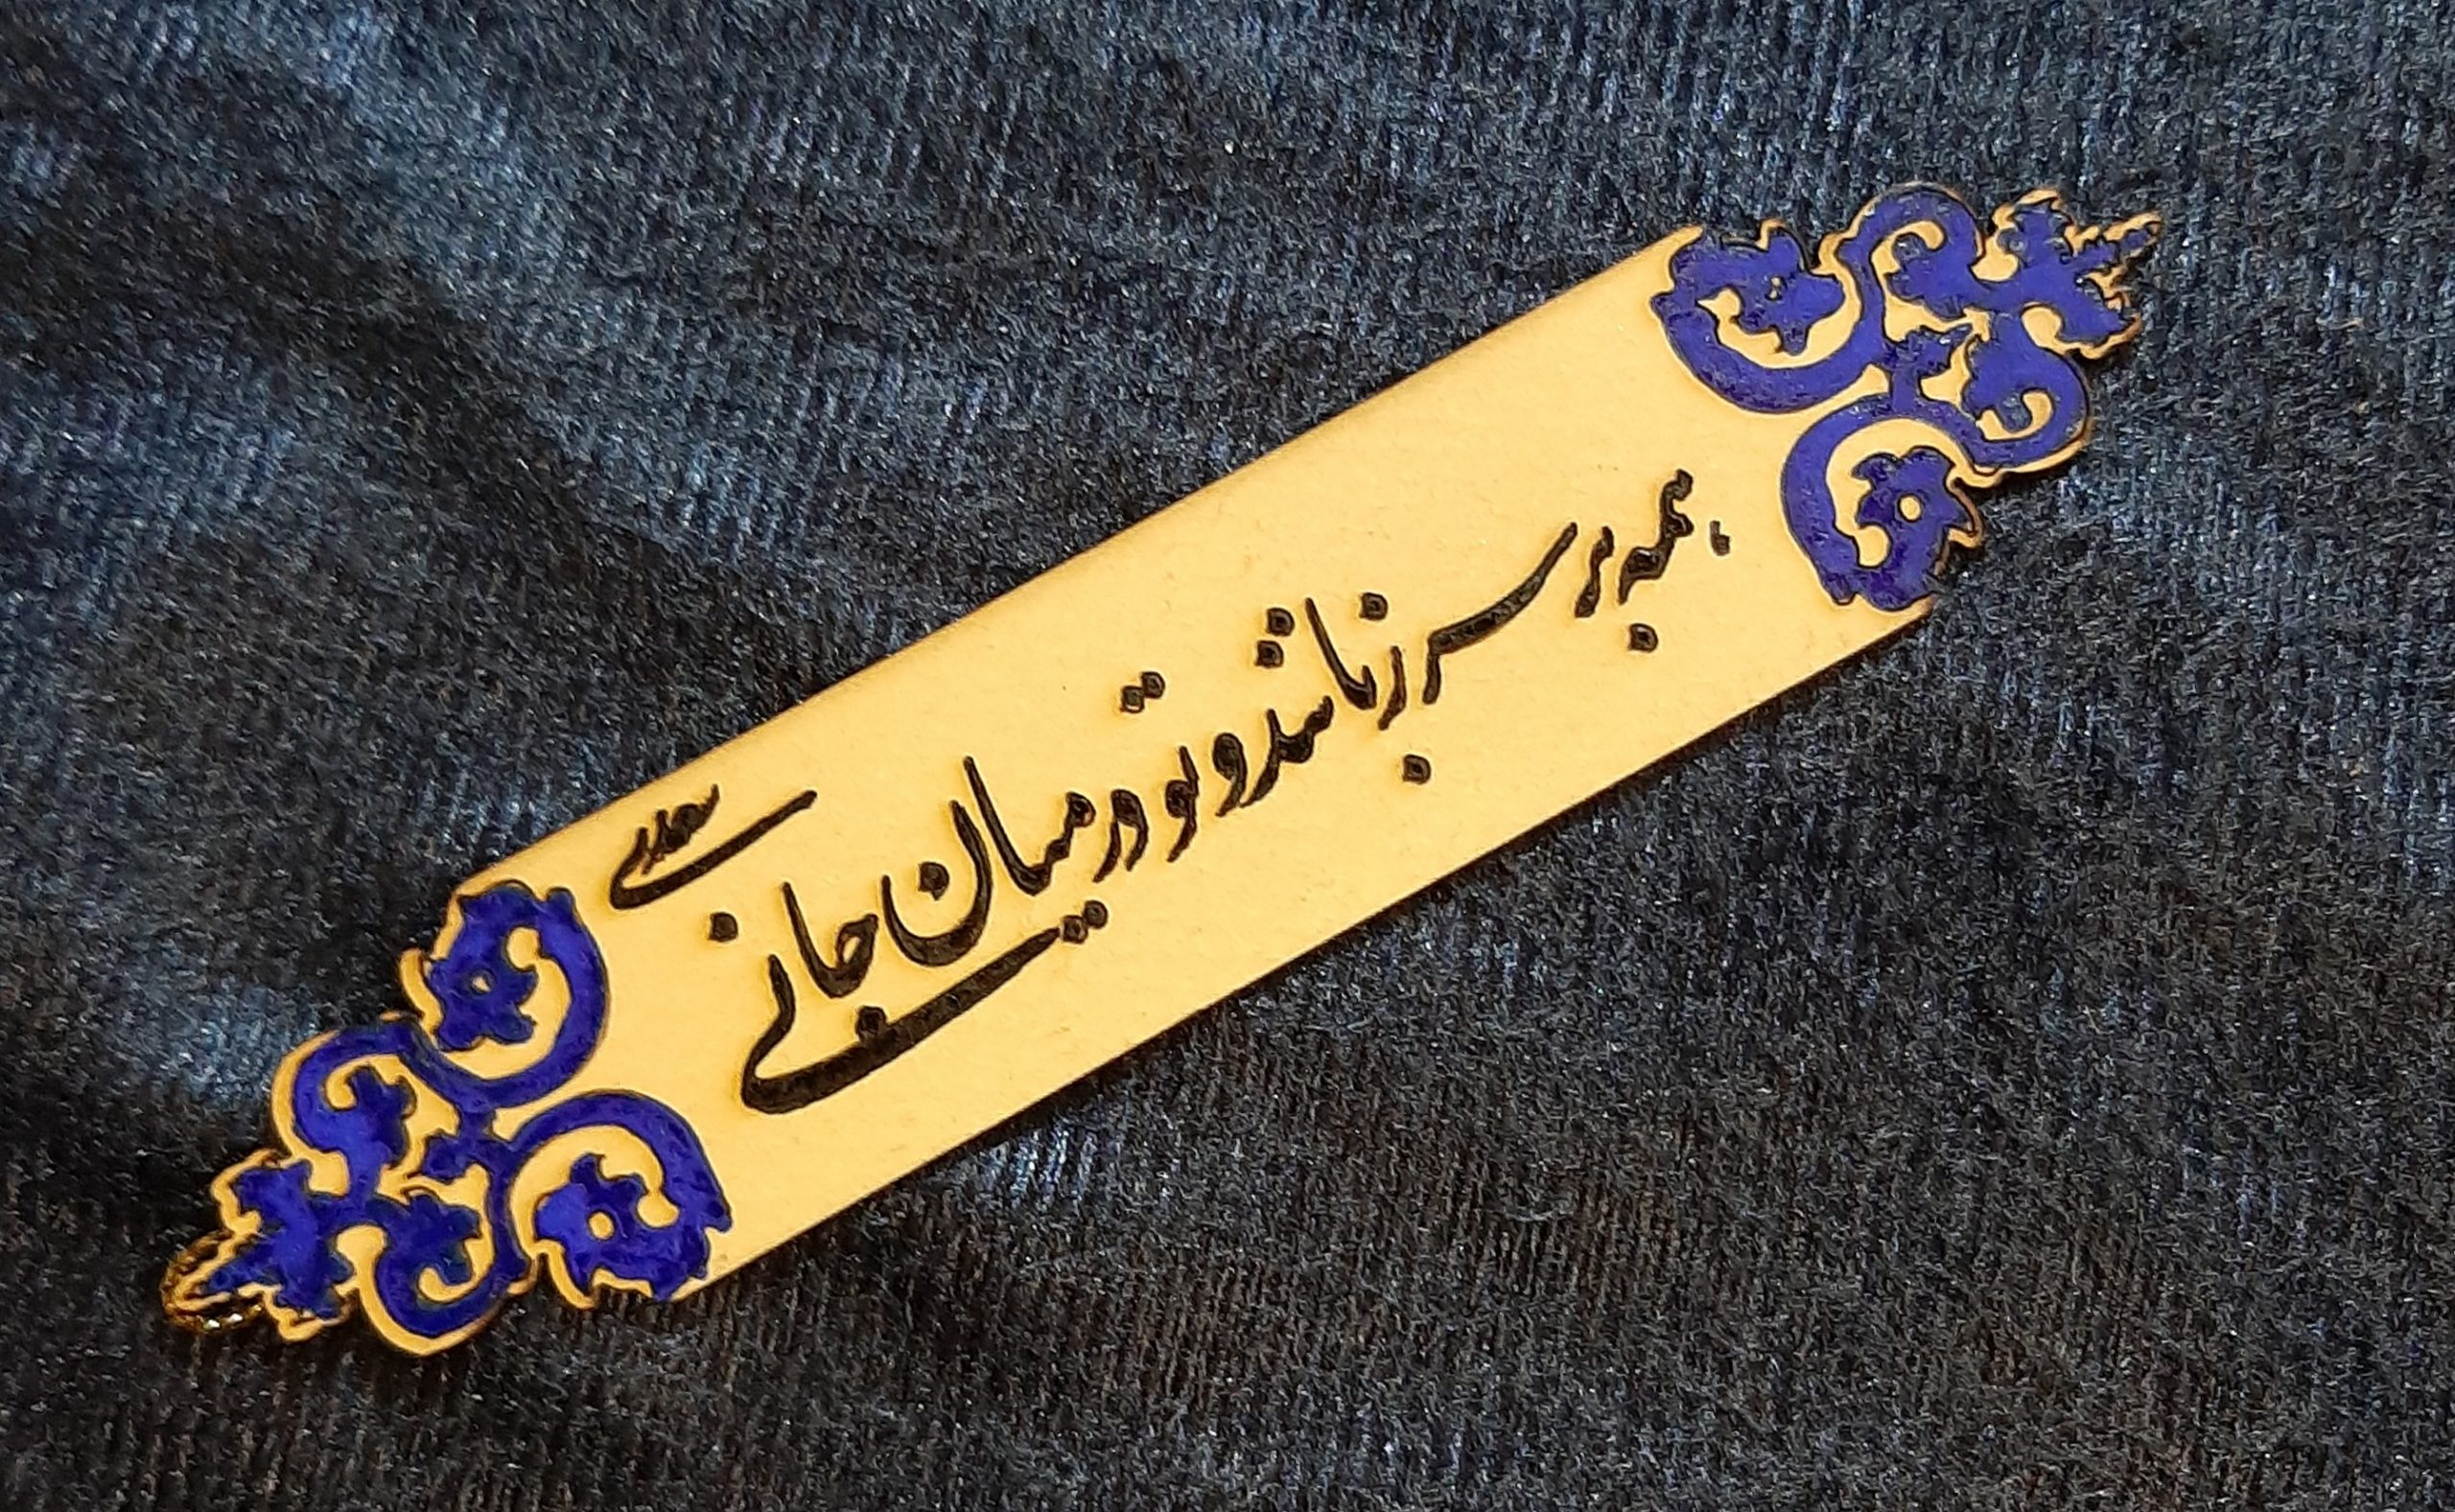 همه بر سر زبانند و تو در میان جانی
سعدی